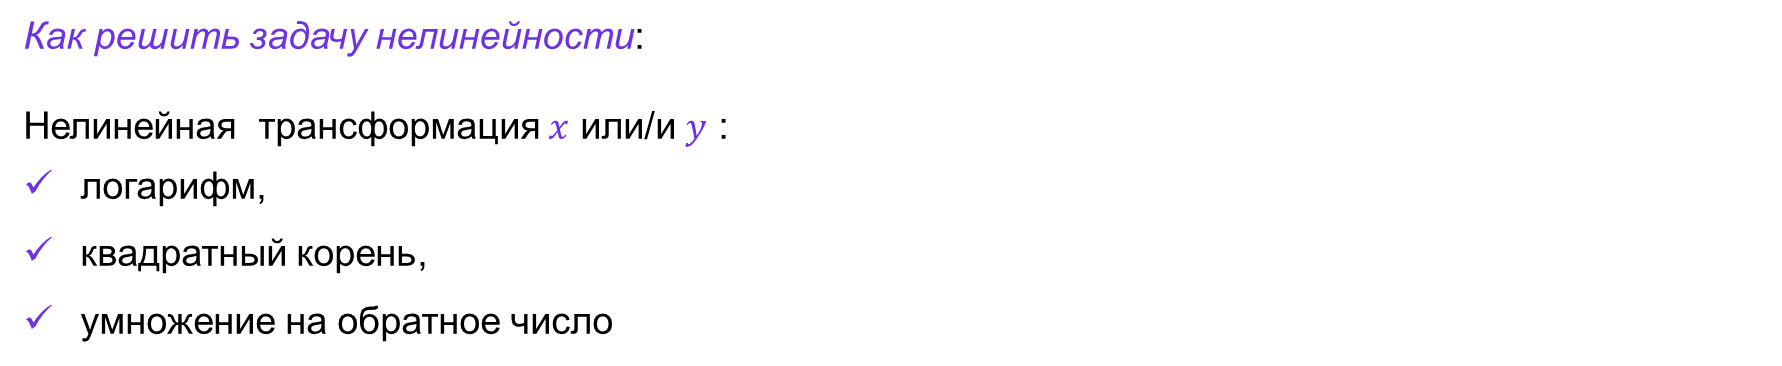 Как решить задачу нелинейности:
Нелинейная трансформация x или/и y :
✓ логарифм,
✓ квадратный корень,
✓ умножение на обратное число